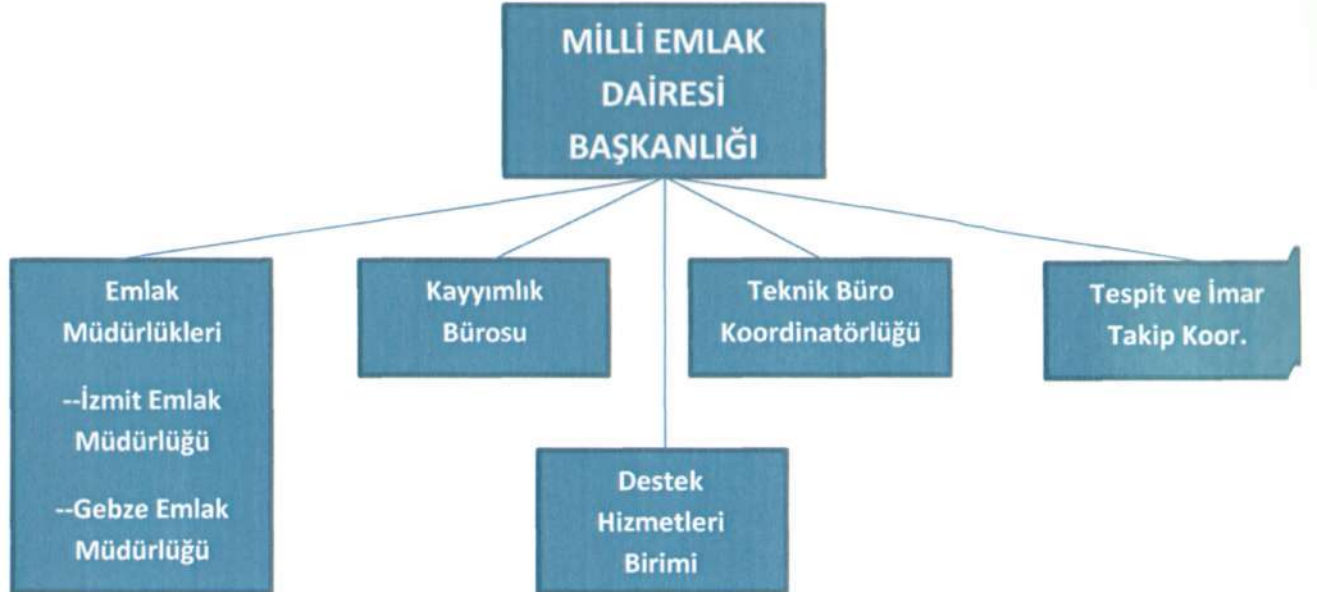 MİLLİ EMLAK
DAİRESİ
BAŞKANLIĞI
Emlak
Müdürlükleri
--İzmit Emlak
Müdürlüğü
--Gebze Emlak
Müdürlüğü
Kayyımlık
Bürosu
Destek
Hizmetleri
Birimi
Teknik Büro
Koordinatörlüğü
Tespit ve İmar
Takip Koor.